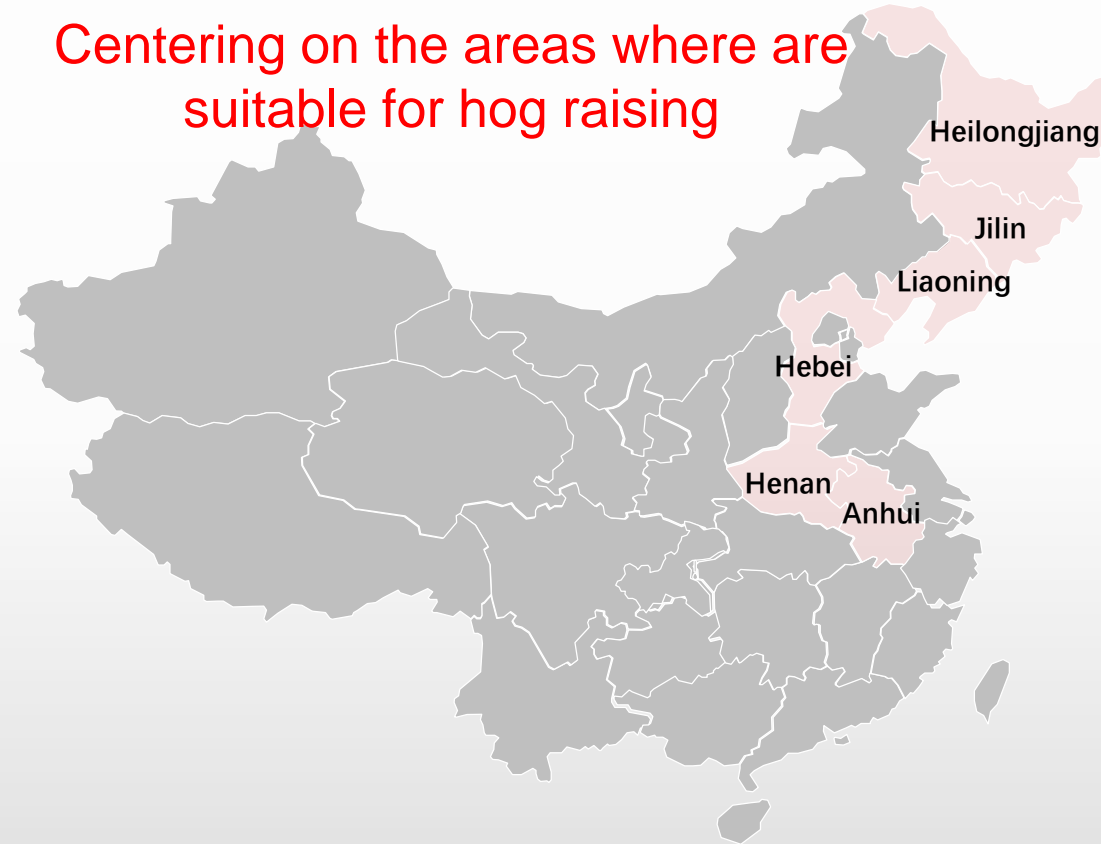 Centering on the areas where are
suitable for hog raising
Heilongjiang
Jilin
Liaoning
Hebei
Henan
Anhui